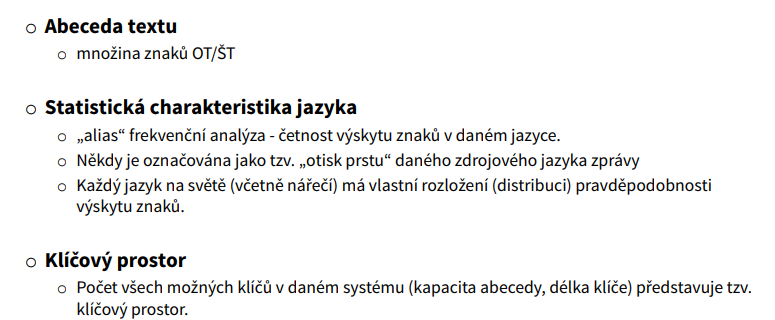 Abeceda textu
množina znaků OT/ŠT
Statistická charakteristika jazyka
„alias“ frekvenční analýza - četnost výskytu znaků v daném jazyce.
Někdy je označována jako tzv. „otisk prstu“ daného zdrojového jazyka zprávy
Každý jazyk na světě (včetně nářečí) má vlastní rozložení (distribuci) pravděpodobnosti
výskytu znaků.
Klíčový prostor
Počet všech možných klíčů v daném systému (kapacita abecedy, délka klíče) představuje tzv.
klíčový prostor.